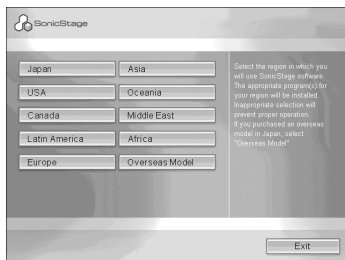 SonicStage
Japan
Asia
USA
Oceania
Canada
Middle East
Latin America
Africa
Europe
Overseas Model
Select the region in which you
will use SonicStage software.
The appropriate program(s) for
your region will be installed.
Inappropriate selection will
prevent proper operation.
If you purchased an overseas
model in Japan, select
"Overseas Model".
Exit